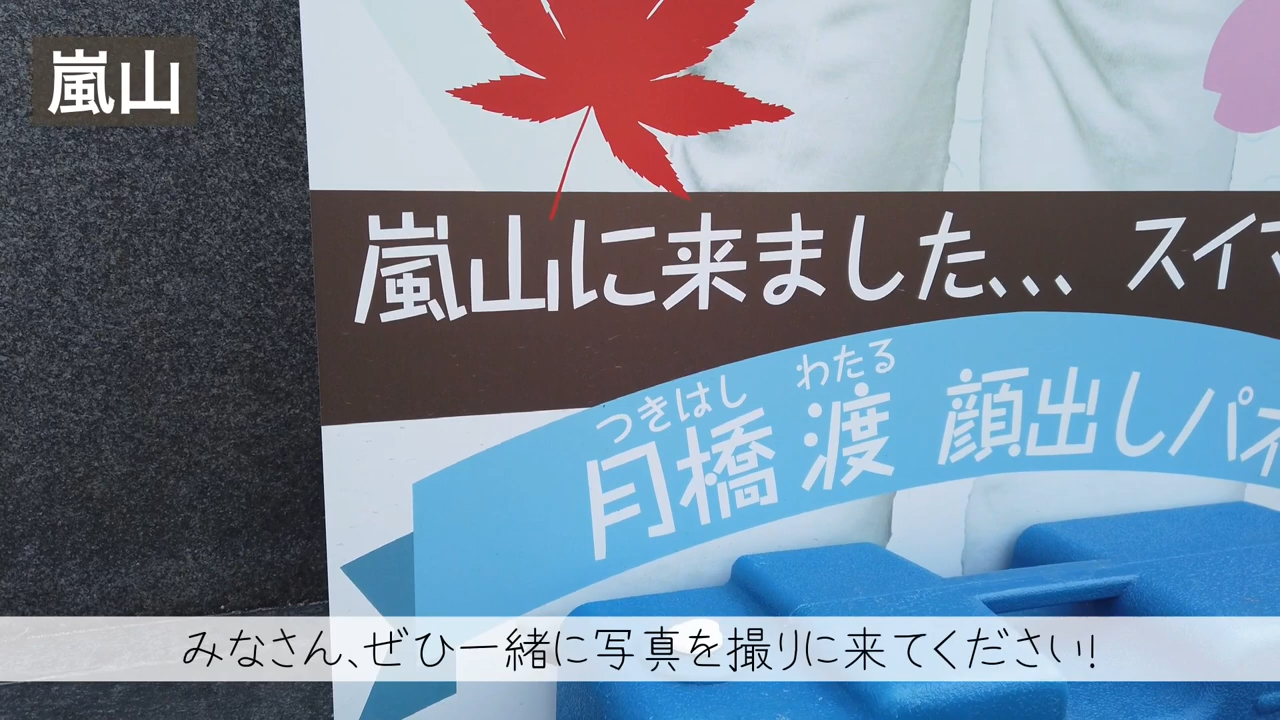 嵐山
嵐山に来ました、、、 スイ
つきはし わたる
月橋 渡 顔出しパネ
みなさん、ぜひ一緒に写真を撮りに来てください!